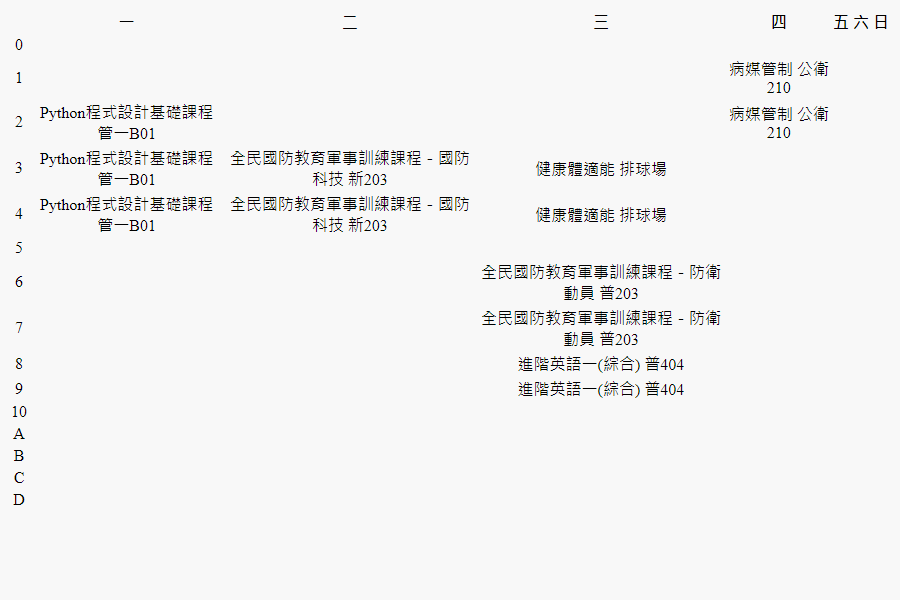 一 二 三 四 五 六 日
0
1 病媒管制 公衛
210
2 Python程式設計基礎課程
管一B01 病媒管制 公衛
210
3 Python程式設計基礎課程
管一B01 全民國防教育軍事訓練課程－國防
科技 新203 健康體適能 排球場
4 Python程式設計基礎課程
管一B01 全民國防教育軍事訓練課程－國防
科技 新203 健康體適能 排球場
5
6 全民國防教育軍事訓練課程－防衛
動員 普203
7 全民國防教育軍事訓練課程－防衛
動員 普203
8 進階英語一(綜合) 普404
9 進階英語一(綜合) 普404
10
A
B
C
D